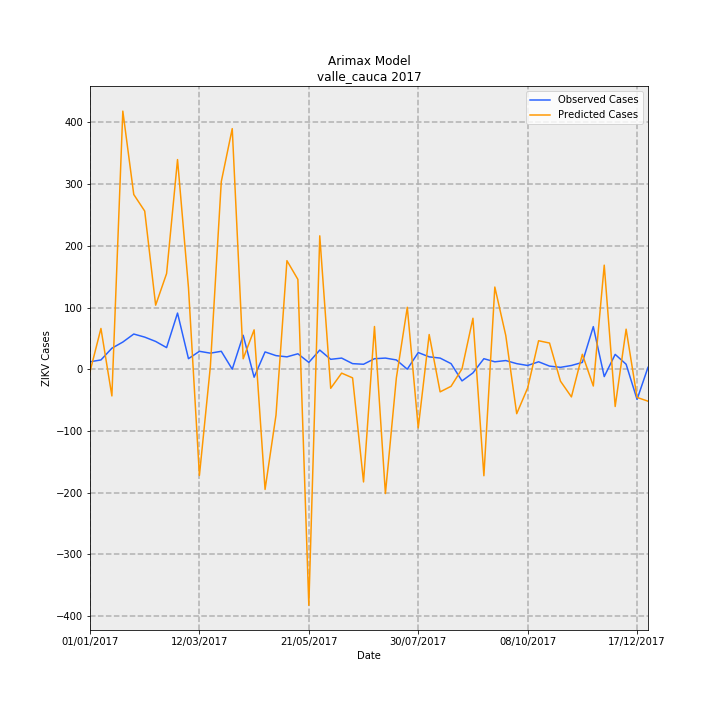 Arimax Model
valle_cauca 2017
Observed Cases
Predicted Cases
ZIKV Cases
400
300
200
100
0
−100
−200
−300
−400
01/01/2017
12/03/2017
21/05/2017
30/07/2017
08/10/2017
17/12/2017
Date